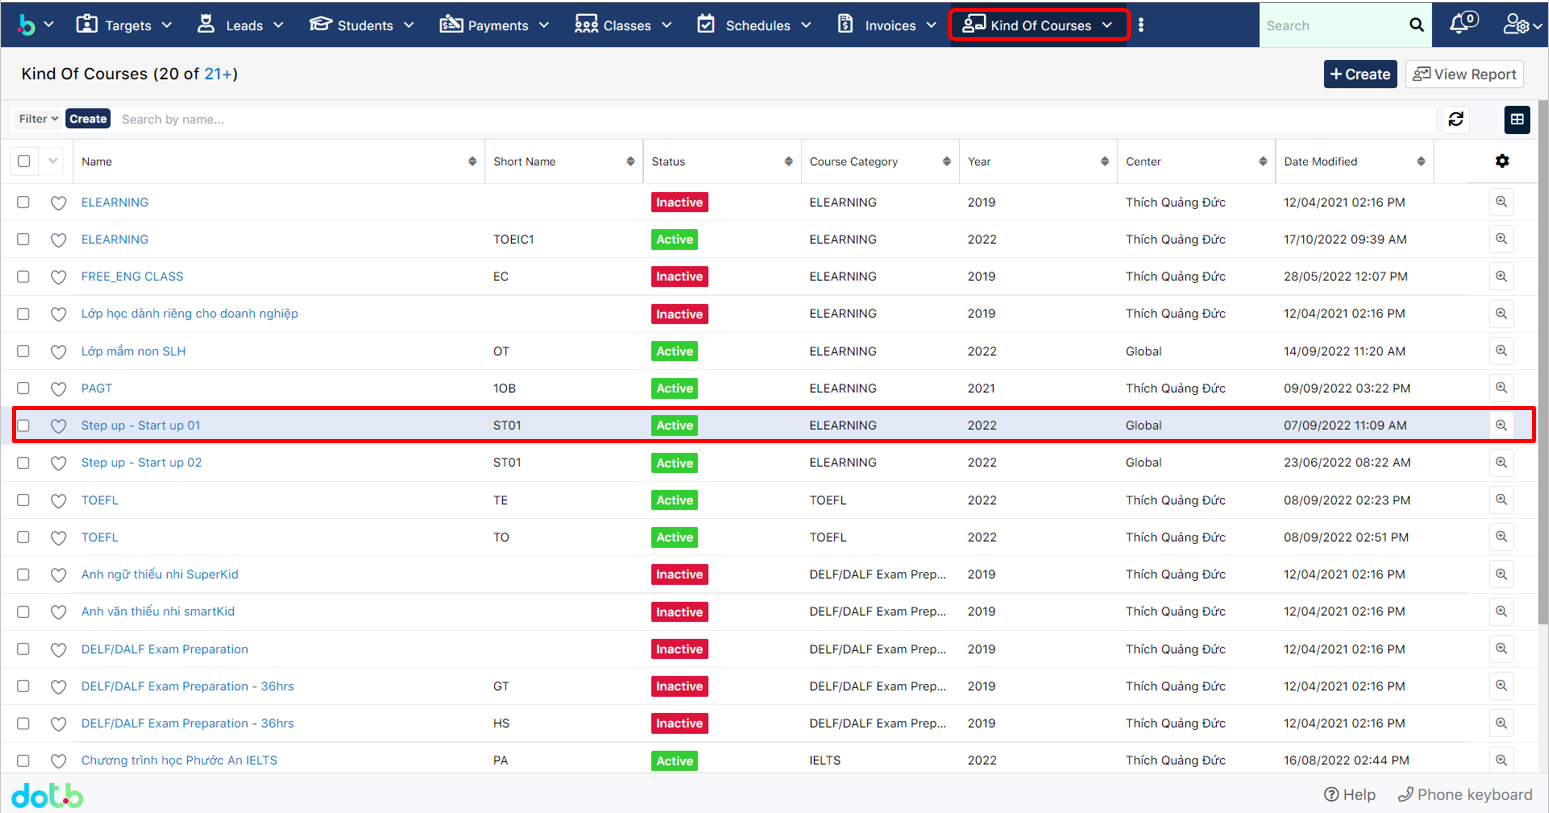 Targets Leads Students Payments Classes Schedules Invoices Kind Of Courses Search 0
Kind Of Courses (20 of 21+) + Create View Report
Filter Create Search by name...
Name Short Name Status Course Category Year Center Date Modified
ELEARNING Inactive ELEARNING 2019 Thích Quảng Đức 12/04/2021 02:16 PM
ELEARNING TOEIC1 Active ELEARNING 2022 Thích Quảng Đức 17/10/2022 09:39 AM
FREE_ENG CLASS EC Inactive ELEARNING 2019 Thích Quảng Đức 28/05/2022 12:07 PM
Lớp học dành riêng cho doanh nghiệp Inactive ELEARNING 2019 Thích Quảng Đức 12/04/2021 02:16 PM
Lớp mầm non SLH OT Active ELEARNING 2022 Global 14/09/2022 11:20 AM
PAGT 1OB Active ELEARNING 2021 Thích Quảng Đức 09/09/2022 03:22 PM
Step up - Start up 01 ST01 Active ELEARNING 2022 Global 07/09/2022 11:09 AM
Step up - Start up 02 ST01 Active ELEARNING 2022 Global 23/06/2022 08:22 AM
TOEFL TE Active TOEFL 2022 Thích Quảng Đức 08/09/2022 02:23 PM
TOEFL TO Active TOEFL 2022 Thích Quảng Đức 08/09/2022 02:51 PM
Anh ngữ thiếu nhi SuperKid Inactive DELF/DALF Exam Prep... 2019 Thích Quảng Đức 12/04/2021 02:16 PM
Anh văn thiếu nhi smartKid Inactive DELF/DALF Exam Prep... 2019 Thích Quảng Đức 12/04/2021 02:16 PM
DELF/DALF Exam Preparation Inactive DELF/DALF Exam Prep... 2019 Thích Quảng Đức 12/04/2021 02:16 PM
DELF/DALF Exam Preparation - 36hrs GT Inactive DELF/DALF Exam Prep... 2019 Thích Quảng Đức 12/04/2021 02:16 PM
DELF/DALF Exam Preparation - 36hrs HS Inactive DELF/DALF Exam Prep... 2019 Thích Quảng Đức 12/04/2021 02:16 PM
Chương trình học Phước An IELTS PA Active IELTS 2022 Thích Quảng Đức 16/08/2022 02:44 PM
dotb Help Phone keyboard